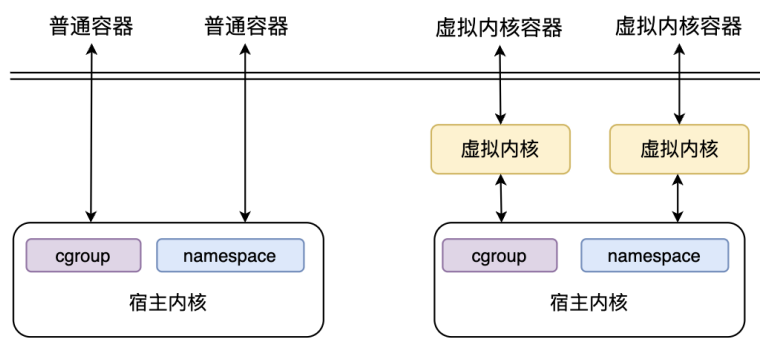 普通容器 普通容器 虚拟内核容器 虚拟内核容器
虚拟内核 虚拟内核
cgroup namespace cgroup namespace
宿主内核 宿主内核